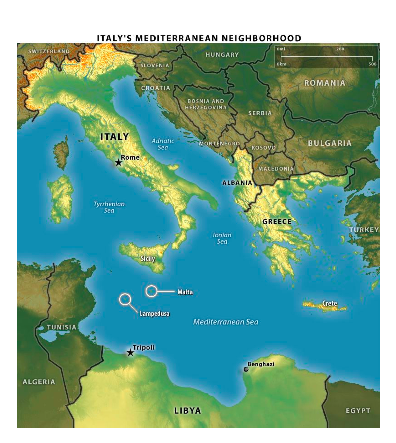 ITALY'S MEDITERRANEAN NEIGHBORHOOD
SWITZERLAND
HUNGARY
SLOVENIA
CROATIA
ROMANIA
BOSNIA AND
HERZEGOVINA
SERBIA
ITALY
Adriatic
Sea
MONTENEGRO
KOSOVO
BULGARIA
Rome
MACEDONIA
ALBANIA
Tyrrhenian
Sea
GREECE
TURKEY
Ionian
Sea
Sicily
Malta
Lampedusa
Crete
Mediterranean Sea
TUNISIA
Tripoli
Benghazi
ALGERIA
LIBYA
EGYPT